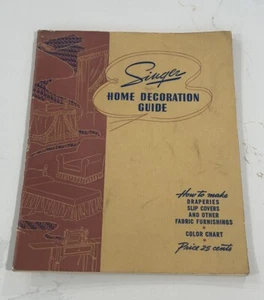 Singer
HOME DECORATION
GUIDE
How to make
DRAPERIES
SLIP COVERS
AND OTHER
FABRIC FURNISHINGS
COLOR CHART
Price 25 cents